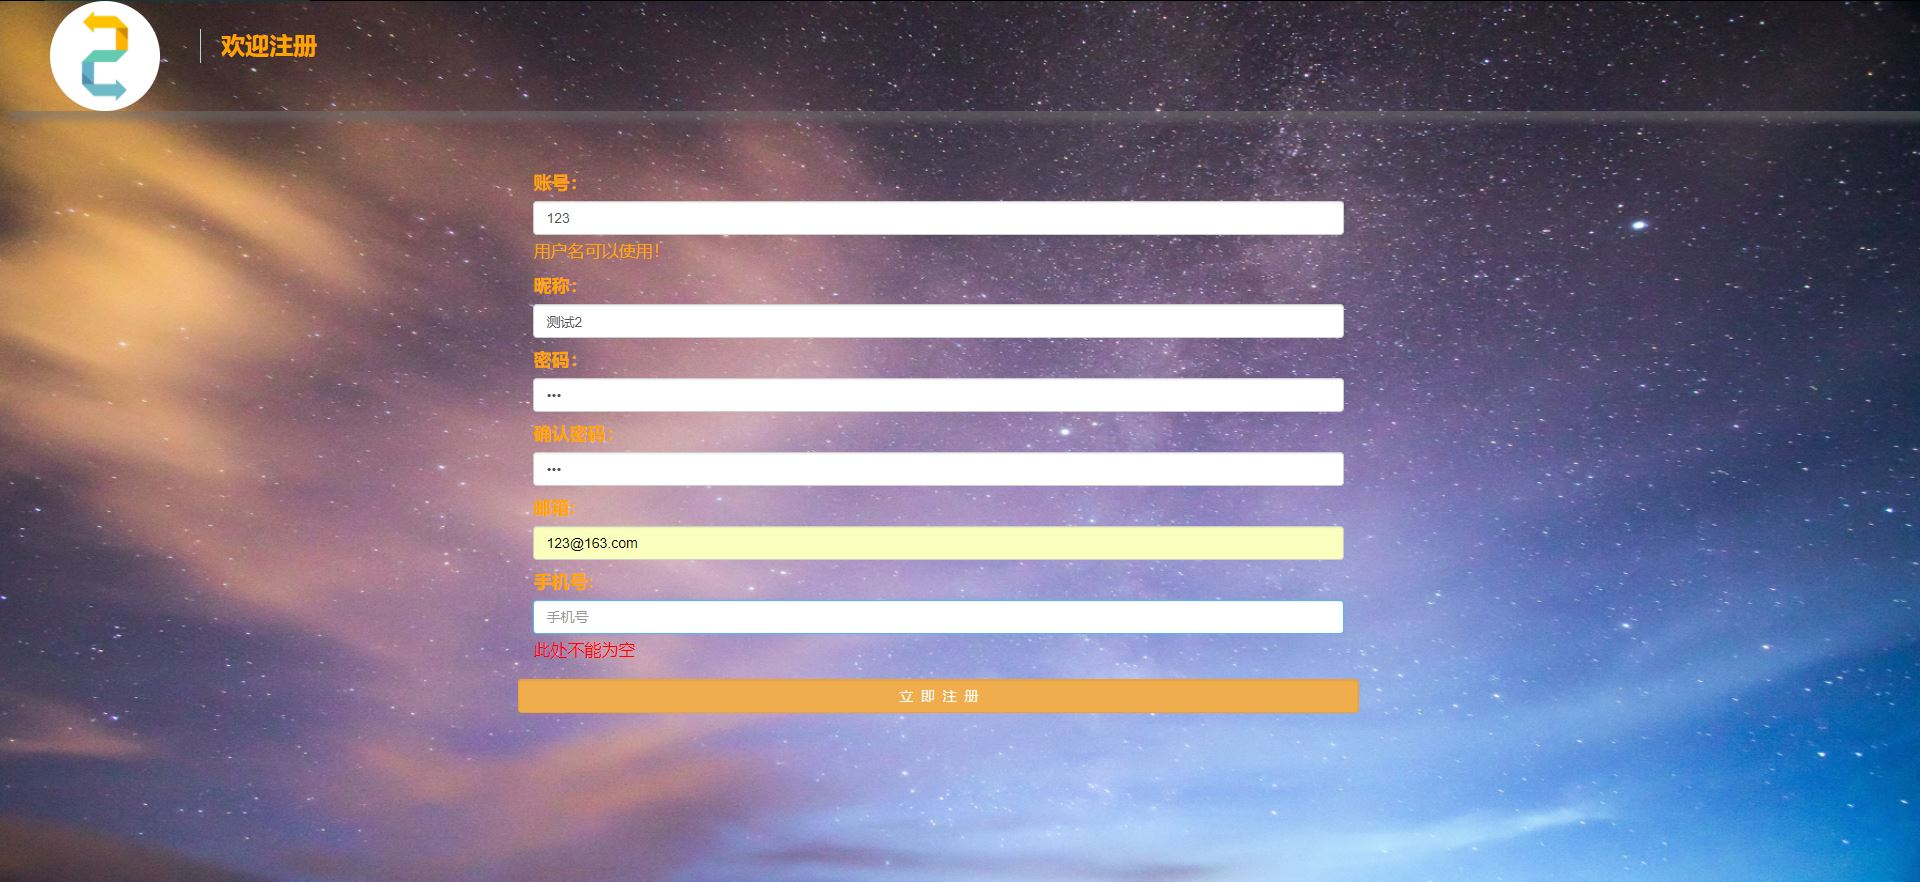 欢迎注册
账号：
123
用户名可以使用！
昵称：
测试2
密码：
•••
确认密码：
•••
邮箱：
123@163.com
手机号：
手机号
此处不能为空
立 即 注 册